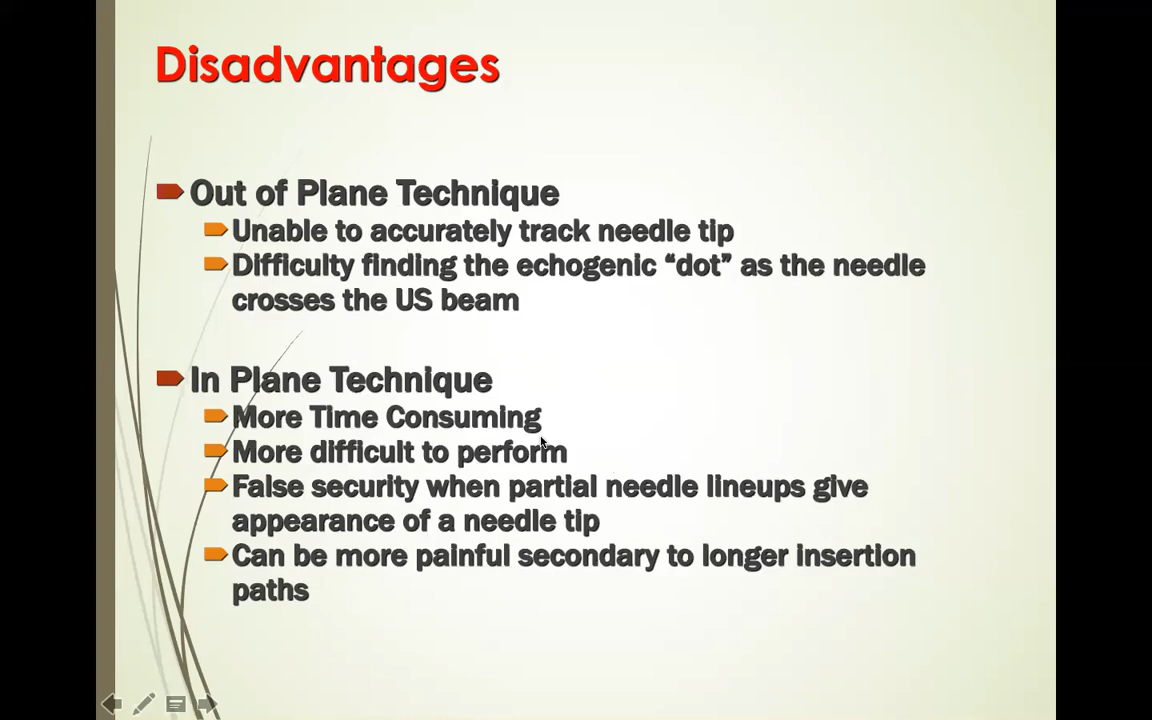 Disadvantages
Out of Plane Technique
Unable to accurately track needle tip
Difficulty finding the echogenic “dot” as the needle
crosses the US beam
In Plane Technique
More Time Consuming
More difficult to perform
False security when partial needle lineups give
appearance of a needle tip
Can be more painful secondary to longer insertion
paths